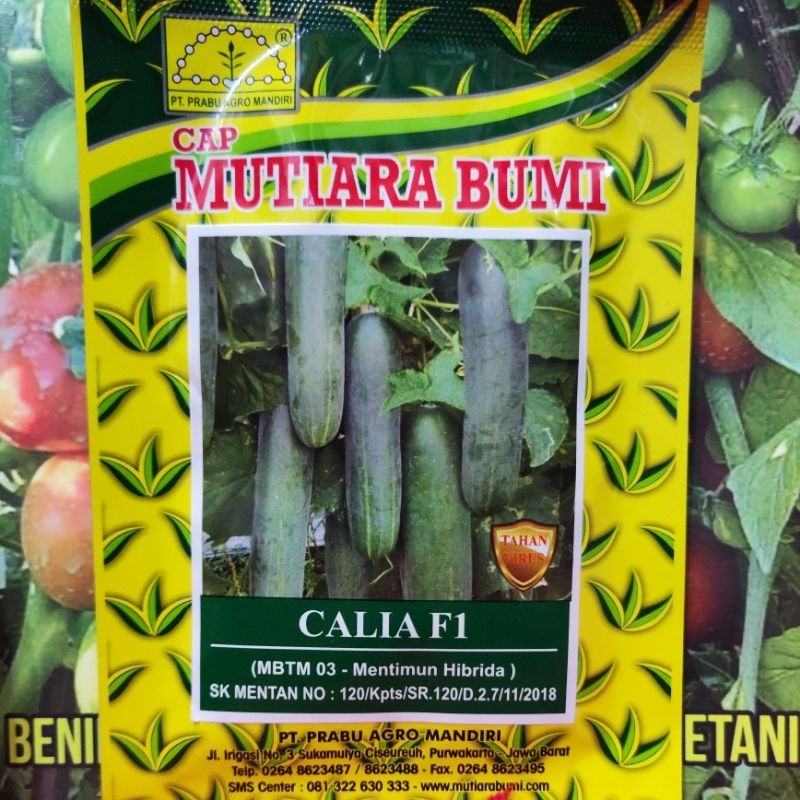 ®
PT. PRABU AGRO MANDIRI
CAP
MUTIARA BUMI
TAHAN
VIRUS
CALIA F1
(MBTM 03 - Mentimun Hibrida )
SK MENTAN NO : 120/Kpts/SR.120/D.2.7/11/2018
PT. PRABU AGRO MANDIRI
Jl. Irigasi No. 3 Sukamulya Ciseureuh, Purwakarta - Jawa Barat
Telp. 0264 8623487 / 8623488 - Fax. 0264 8623495
SMS Center : 081 322 630 333 - www.mutiarabumi.com
BENI
ETANI